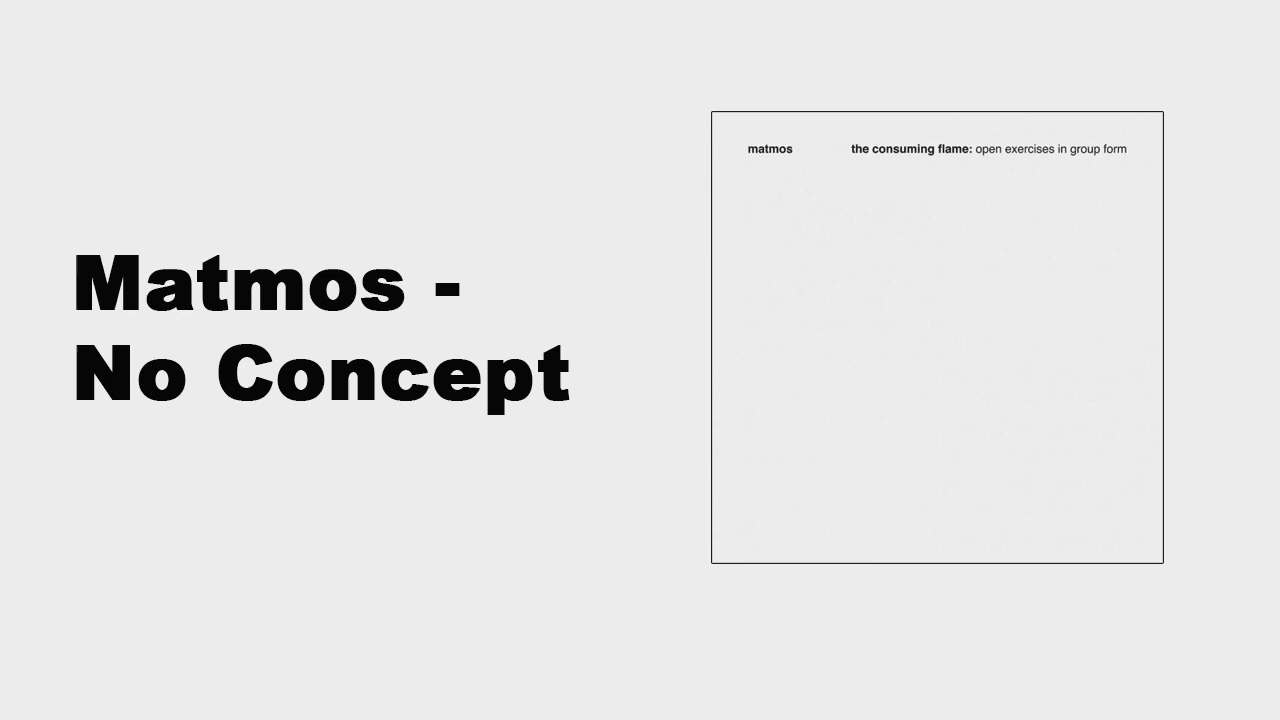 Matmos -
No Concept
matmos the consuming flame: open exercises in group form